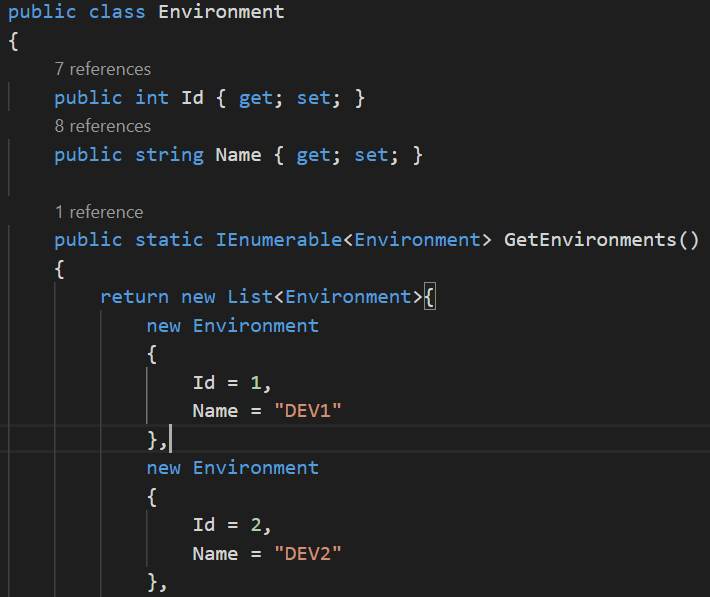 public class Environment
{
7 references
public int Id { get; set; }
8 references
public string Name { get; set; }
1 reference
public static IEnumerable<Environment> GetEnvironments()
{
return new List<Environment>{
new Environment
{
Id = 1,
Name = "DEV1"
},
new Environment
{
Id = 2,
Name = "DEV2"
},